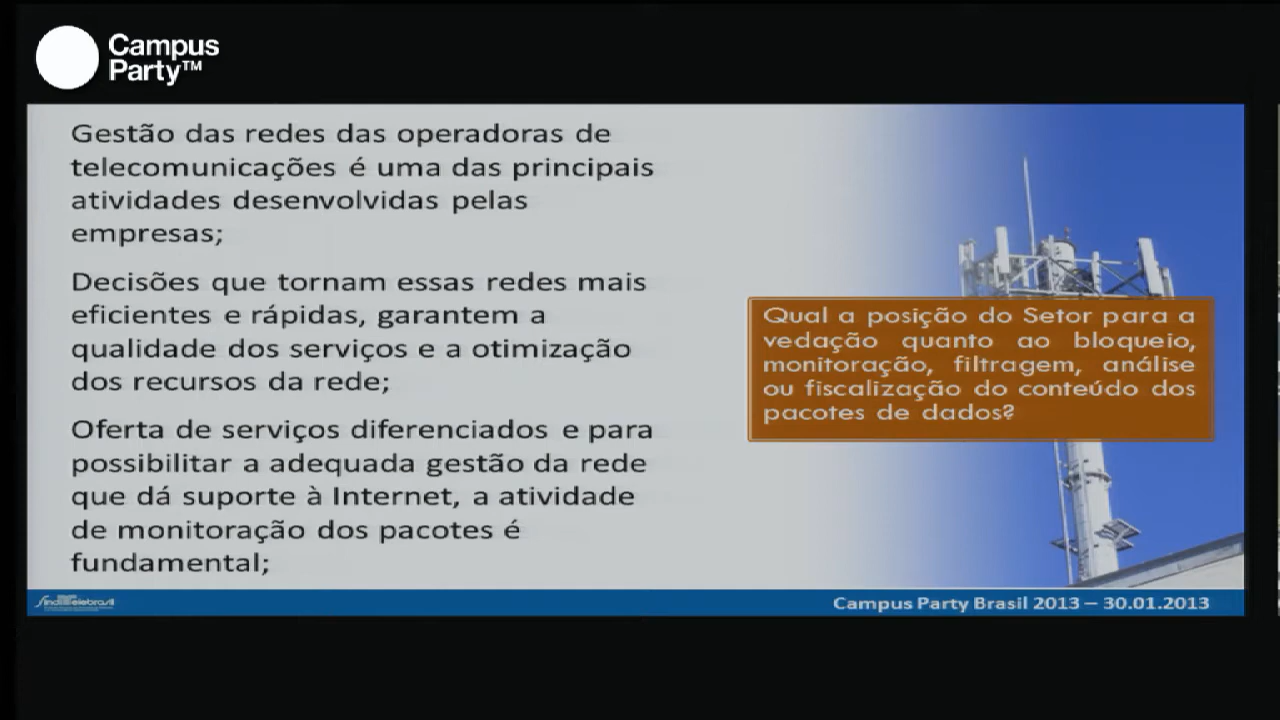 Campus
Party™
Gestão das redes das operadoras de
telecomunicações é uma das principais
atividades desenvolvidas pelas
empresas;
Decisões que tornam essas redes mais
eficientes e rápidas, garantem a
qualidade dos serviços e a otimização
dos recursos da rede;
Oferta de serviços diferenciados e para
possibilitar a adequada gestão da rede
que dá suporte à Internet, a atividade
de monitoração dos pacotes é
fundamental;
Qual a posição do Setor para a
vedação quanto ao bloqueio,
monitoração, filtragem, análise
ou fiscalização do conteúdo dos
pacotes de dados?
Campus Party Brasil 2013 – 30.01.2013